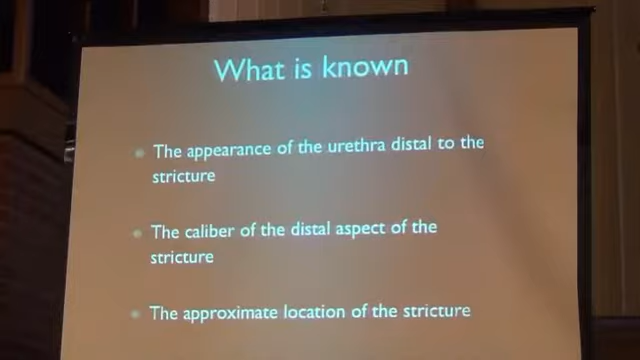 What is known
The appearance of the urethra distal to the
stricture
The caliber of the distal aspect of the
stricture
The approximate location of the stricture